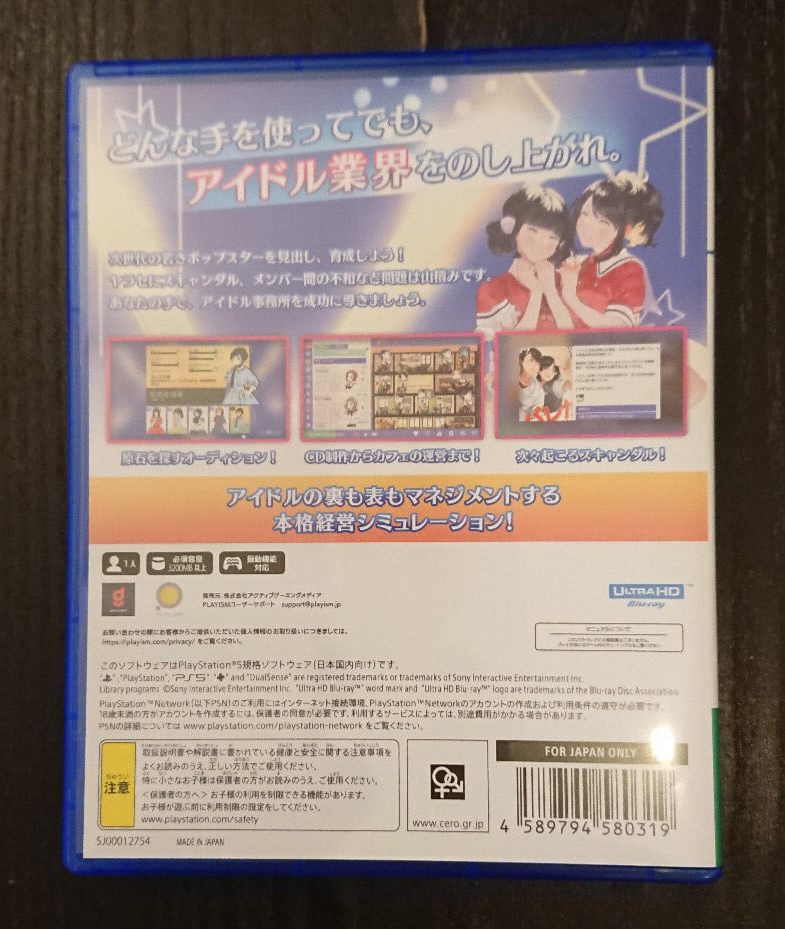 どんな手を使ってでも、
アイドル業界をのし上がれ。
次世代の若きポップスターを見出し、育成しよう！
ヤラセにスキャンダル、メンバー間の不和など問題は山積みです。
あなたの手で、アイドル事務所を成功に導きましょう。
原石を探すオーディション！
CD制作からカフェの運営まで！
次々起こるスキャンダル！
アイドルの裏も表もマネジメントする
本格経営シミュレーション！
1人
必須容量
3200MB以上
振動機能
対応
発売元:株式会社アクティブゲーミングメディア
PLAYISMユーザーサポート support@playism.jp
ULTRA HD
Blu-ray
お問い合わせの際にお客様からご提供いただいた個人情報のお取り扱いにつきましては、
https://playism.com/privacy/ をご覧ください。
マニュアルについて
このソフトウェアはPlayStation®5規格ソフトウェア(日本国内向け)です。
"PlayStation", "PS5" and "DualSense" are registered trademarks or trademarks of Sony Interactive Entertainment Inc.
Library programs ©Sony Interactive Entertainment Inc. "Ultra HD Blu-ray™" word mark and "Ultra HD Blu-ray™" logo are trademarks of the Blu-ray Disc Association.
PlayStation™Network(以下PSN)のご利用にはインターネット接続環境、PlayStation™Networkのアカウントの作成および利用条件の遵守が必要です。
18歳未満の方がアカウントを作成するには、保護者の同意が必要です。利用するサービスによっては、別途費用がかかる場合があります。
PSNの詳細については www.playstation.com/playstation-network をご覧ください。
ちゅうい
注意
取扱説明書や解説書に書かれている健康と安全に関する注意事項を
よくお読みのうえ、正しい方法でご使用ください。
特に小さなお子様は保護者の方がお読みのうえ、ご使用ください。
＜保護者の方へ＞ お子様の利用を制限できる機能があります。
お子様が遊ぶ前に利用制限の設定をしてください。
www.playstation.com/safety
www.cero.gr.jp
FOR JAPAN ONLY
4 589794 580319
SJ00012754 MADE IN JAPAN